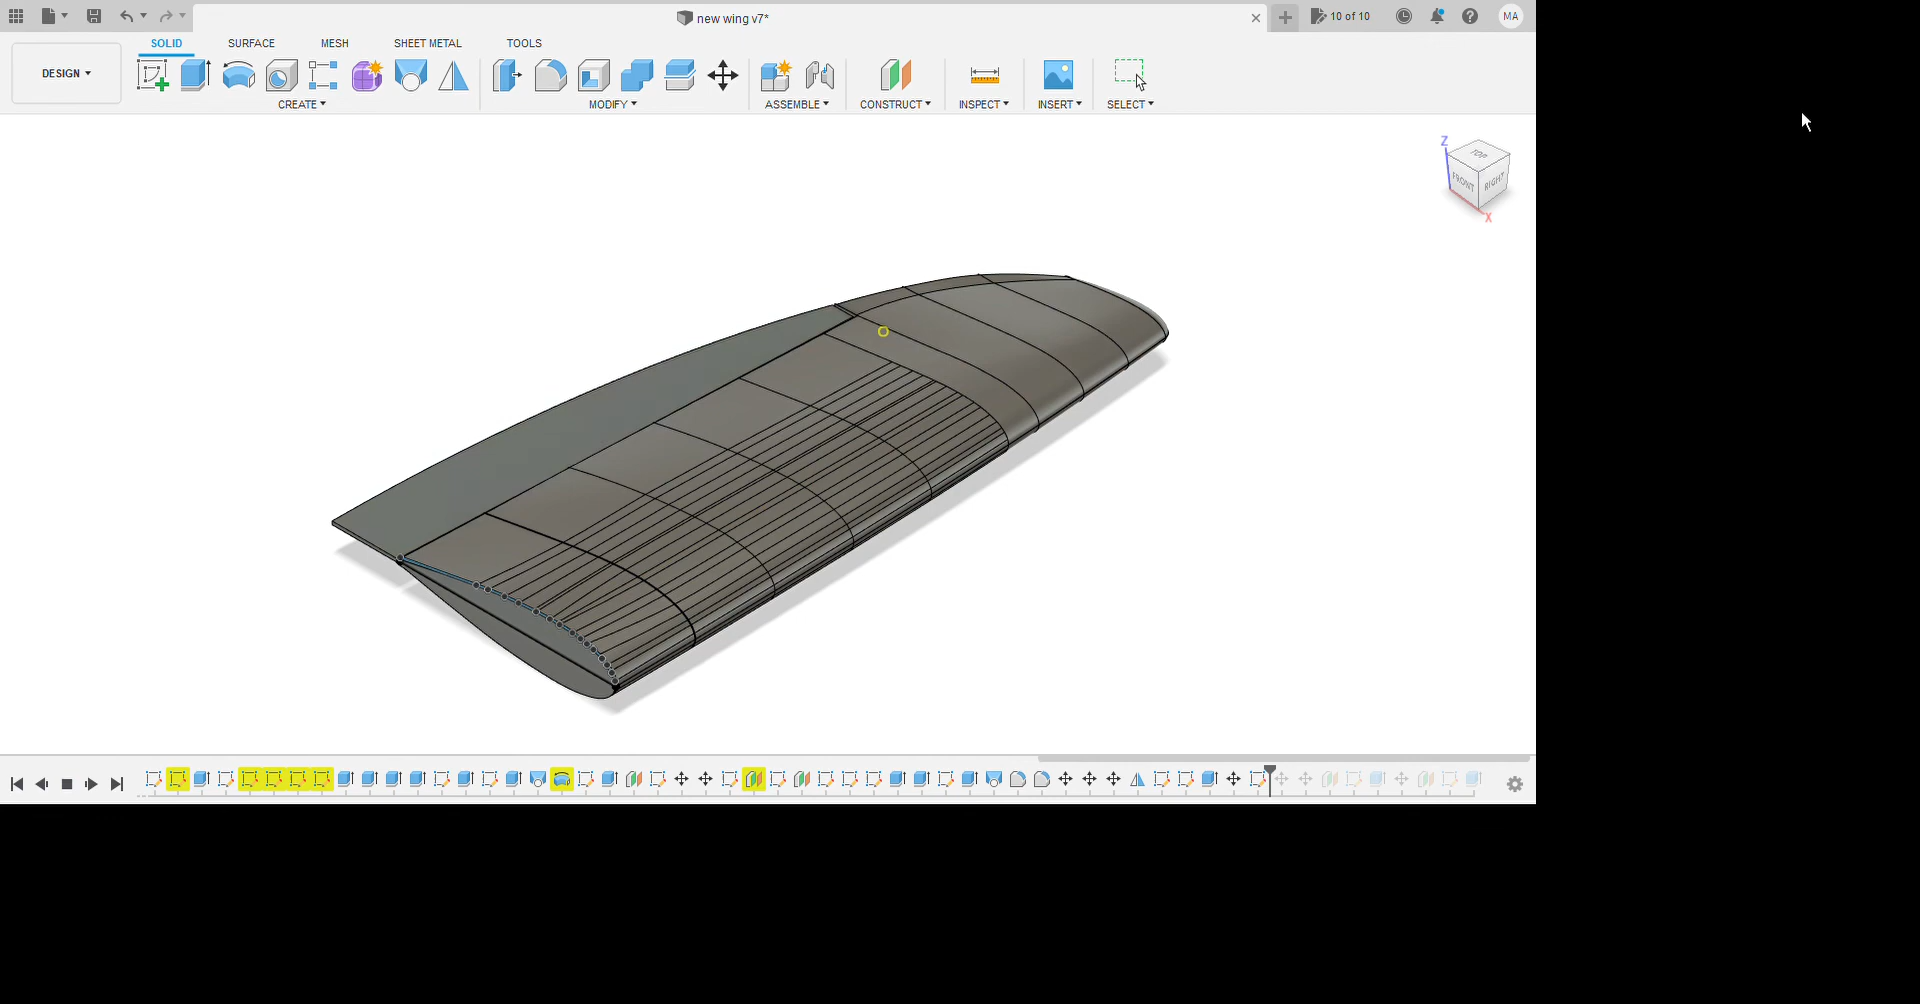 new wing v7*
10 of 10
MA
DESIGN
SOLID
SURFACE
MESH
SHEET METAL
TOOLS
CREATE
MODIFY
ASSEMBLE
CONSTRUCT
INSPECT
INSERT
SELECT
Z
TOP
FRONT
RIGHT
X